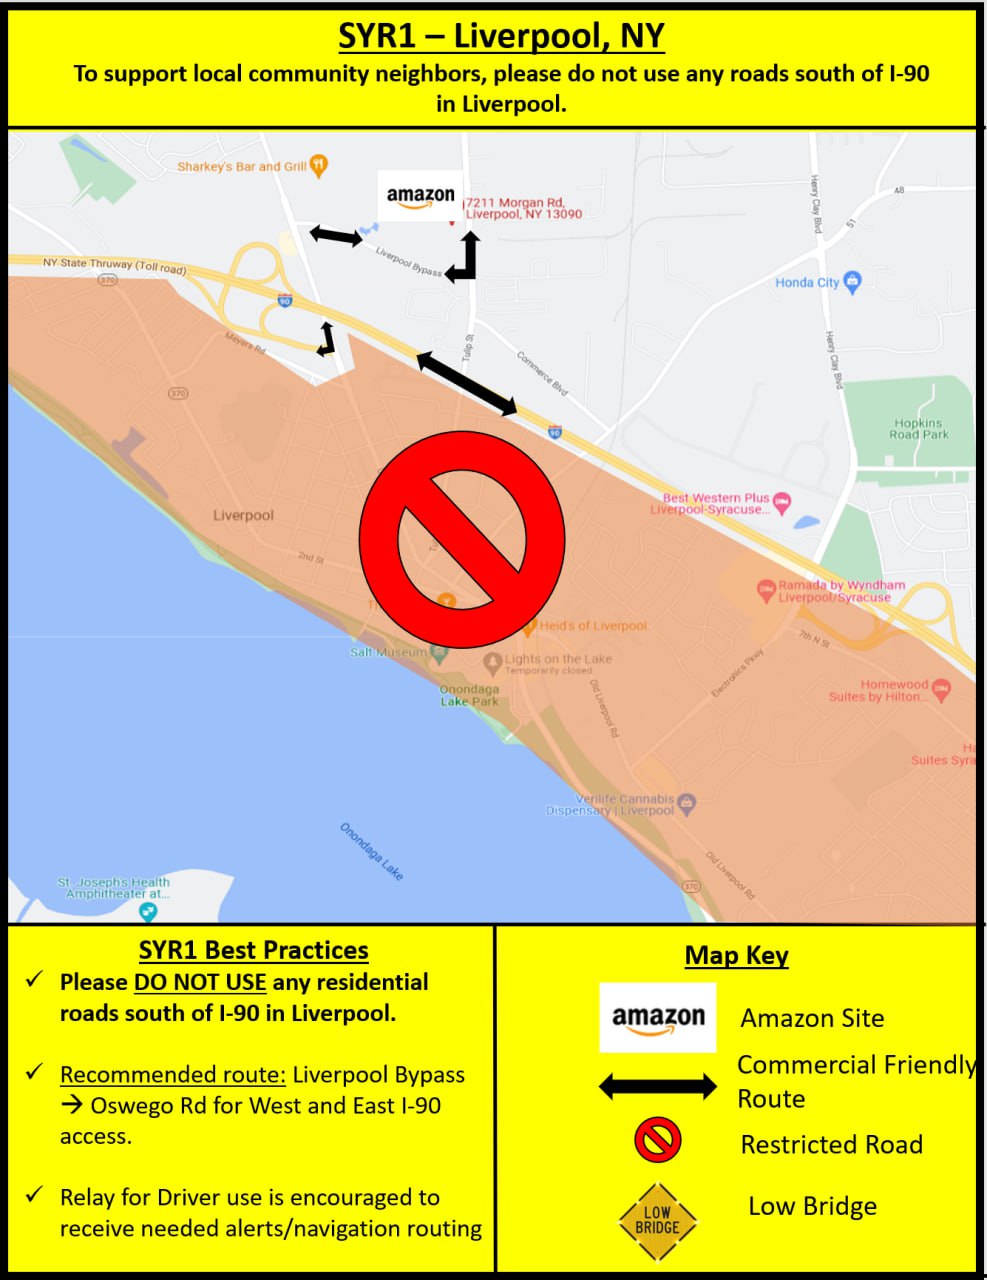 SYR1 – Liverpool, NY
To support local community neighbors, please do not use any roads south of I-90
in Liverpool.
Sharkey's Bar and Grill
amazon
7211 Morgan Rd,
Liverpool, NY 13090
Henry Clay Blvd
48
51
Liverpool Bypass
NY State Thruway (Toll road)
370
90
Honda City
Meyers Rd
Tulip St
Commerce Blvd
Henry Clay Blvd
370
90
Hopkins
Road Park
Best Western Plus
Liverpool-Syracuse...
Liverpool
2nd St
Ramada by Wyndham
Liverpool/Syracuse
Heid's of Liverpool
7th N St
Salt Museum
Lights on the Lake
Temporarily closed
Electronics Pkwy
Onondaga
Lake Park
Old Liverpool Rd
Homewood
Suites by Hilton...
Suites Syra
Verilife Cannabis
Dispensary | Liverpool
Onondaga Lake
Old Liverpool Rd
370
St. Joseph's Health
Amphitheater at...
SYR1 Best Practices
✓ Please DO NOT USE any residential
roads south of I-90 in Liverpool.
✓ Recommended route: Liverpool Bypass
→ Oswego Rd for West and East I-90
access.
✓ Relay for Driver use is encouraged to
receive needed alerts/navigation routing
Map Key
amazon
Amazon Site
Commercial Friendly
Route
Restricted Road
LOW
BRIDGE
Low Bridge